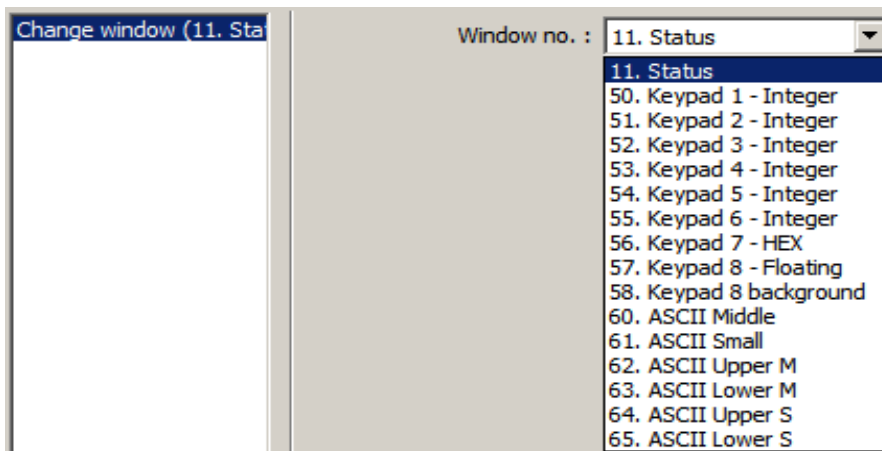 Change window (11. Sta
Window no. : 11. Status
11. Status
50. Keypad 1 - Integer
51. Keypad 2 - Integer
52. Keypad 3 - Integer
53. Keypad 4 - Integer
54. Keypad 5 - Integer
55. Keypad 6 - Integer
56. Keypad 7 - HEX
57. Keypad 8 - Floating
58. Keypad 8 background
60. ASCII Middle
61. ASCII Small
62. ASCII Upper M
63. ASCII Lower M
64. ASCII Upper S
65. ASCII Lower S